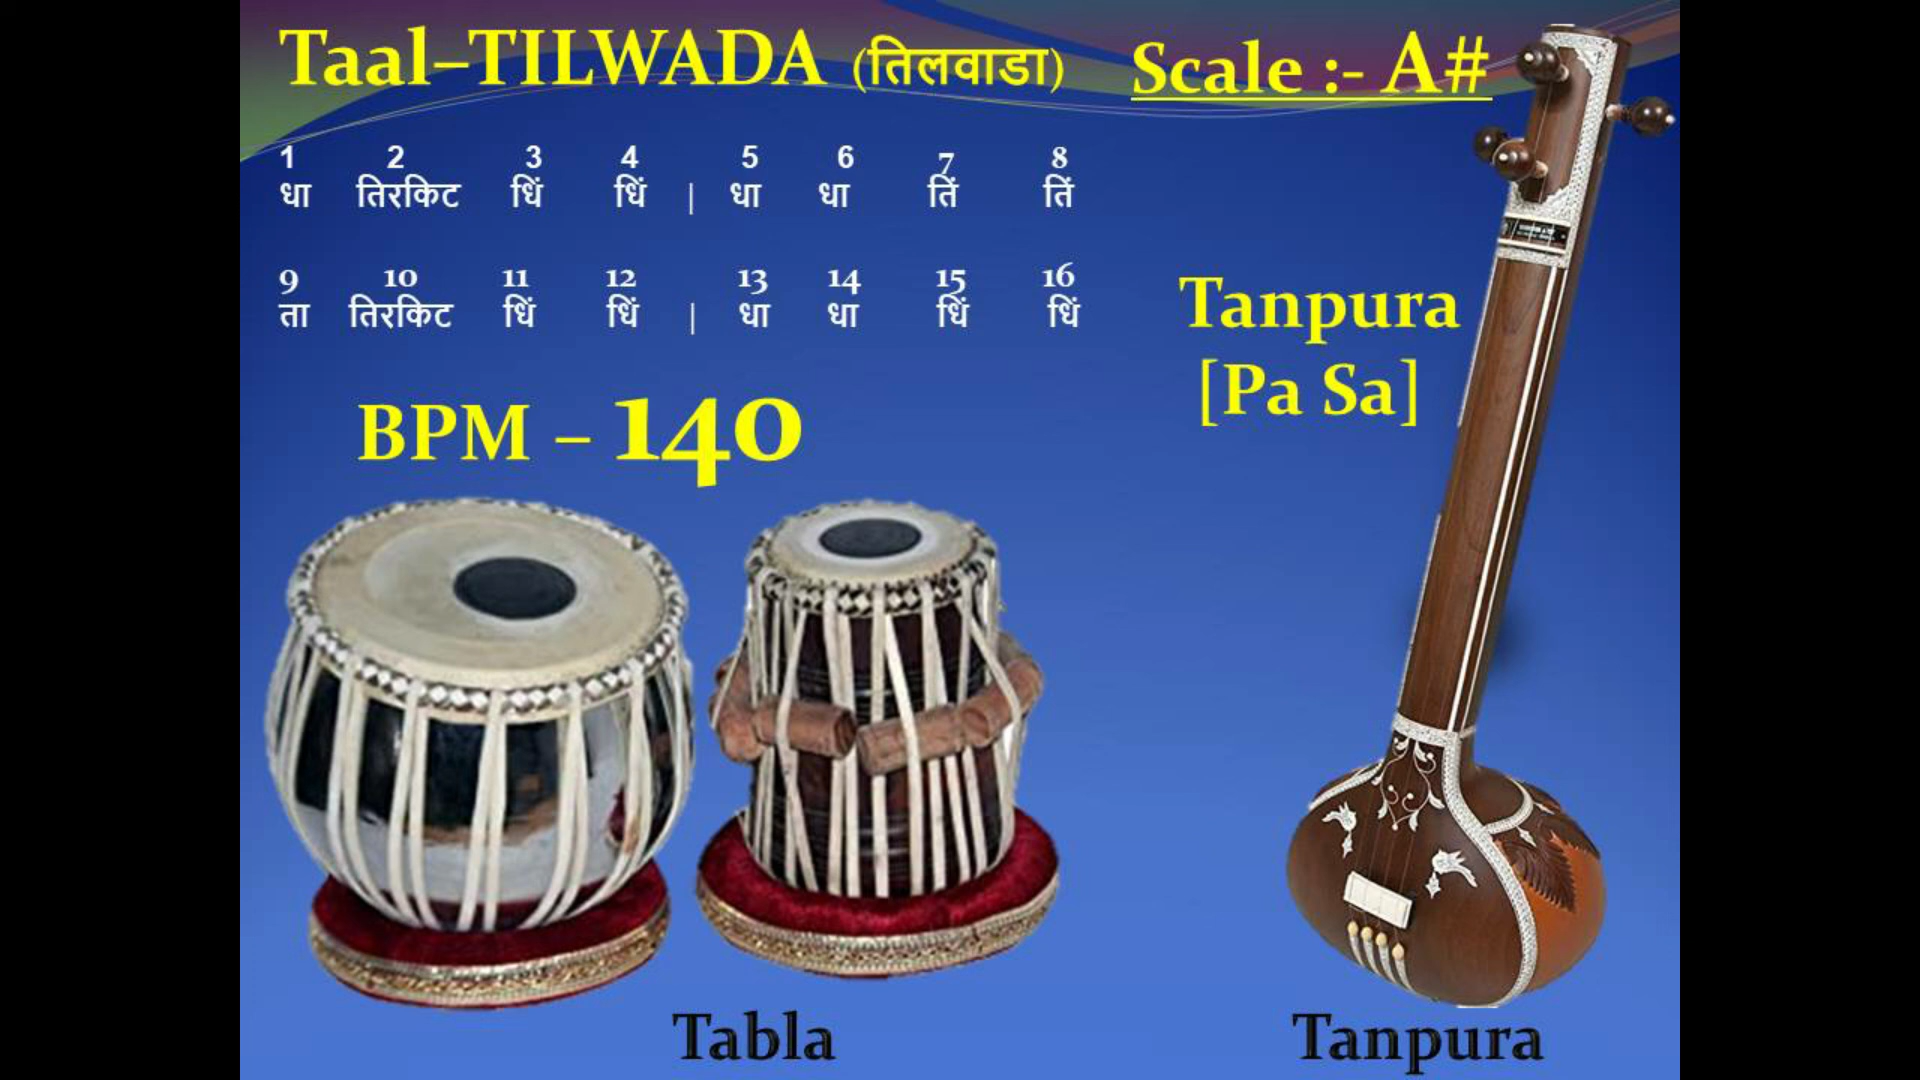 Taal–TILWADA (तिलवाडा) Scale :- A#
1 2 3 4 5 6 7 8
धा तिरकिट धिं धिं | धा धा तिं तिं
9 10 11 12 13 14 15 16
ता तिरकिट धिं धिं | धा धा धिं धिं
Tanpura
[Pa Sa]
BPM – 140
Tabla
Tanpura